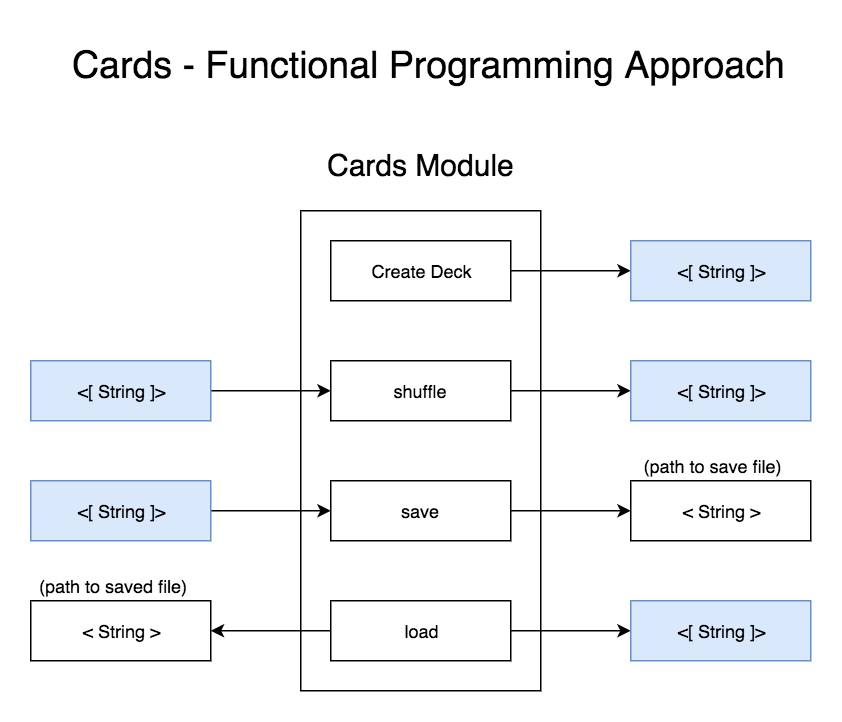 Cards - Functional Programming Approach
Cards Module
Create Deck
<[ String ]>
<[ String ]>
shuffle
<[ String ]>
(path to save file)
<[ String ]>
save
< String >
(path to saved file)
< String >
load
<[ String ]>